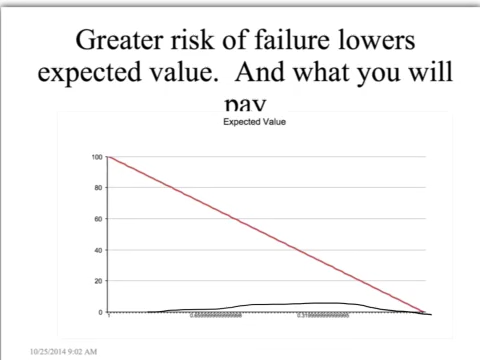 Greater risk of failure lowers
expected value.  And what you will
pay
Expected Value
100
80
60
40
20
0
1
10/25/2014 9:02 AM